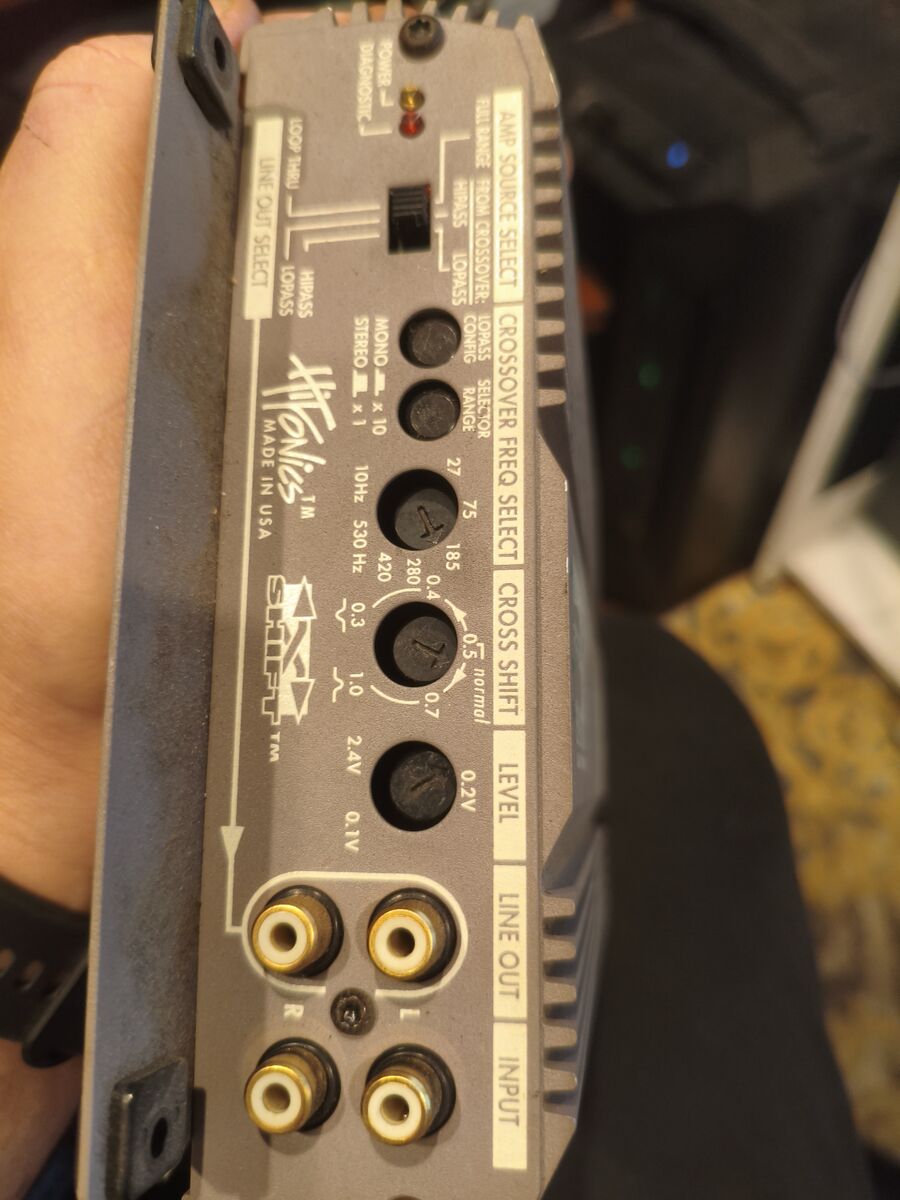 AMP SOURCE SELECT
CROSSOVER FREQ SELECT
CROSS SHIFT
LEVEL
LINE OUT
INPUT
POWER
DIAGNOSTIC
FULL RANGE
FROM CROSSOVER:
HIPASS
LOPASS
LOPASS
CONFIG
SELECTOR
RANGE
MONO
x 10
STEREO
x 1
27
75
185
280
420
10Hz
530 Hz
0.4
0.5
normal
0.7
0.3
1.0
0.2V
2.4V
0.1V
LOOP THRU
HIPASS
LOPASS
LINE OUT SELECT
HiFonics™
MADE IN USA
X
SHIFT™
L
R